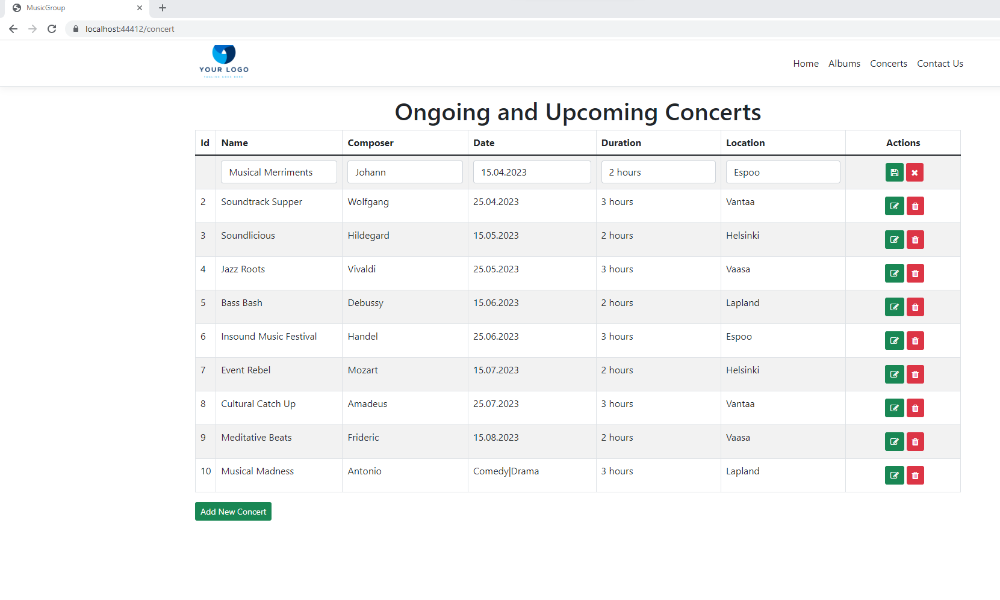 MusicGroup
localhost:44412/concert
YOUR LOGO
TAGLINE GOES HERE
Home Albums Concerts Contact Us
Ongoing and Upcoming Concerts
Id Name Composer Date Duration Location Actions
Musical Merriments Johann 15.04.2023 2 hours Espoo
2 Soundtrack Supper Wolfgang 25.04.2023 3 hours Vantaa
3 Soundlicious Hildegard 15.05.2023 2 hours Helsinki
4 Jazz Roots Vivaldi 25.05.2023 3 hours Vaasa
5 Bass Bash Debussy 15.06.2023 2 hours Lapland
6 Insound Music Festival Handel 25.06.2023 3 hours Espoo
7 Event Rebel Mozart 15.07.2023 2 hours Helsinki
8 Cultural Catch Up Amadeus 25.07.2023 3 hours Vantaa
9 Meditative Beats Frideric 15.08.2023 2 hours Vaasa
10 Musical Madness Antonio Comedy|Drama 3 hours Lapland
Add New Concert